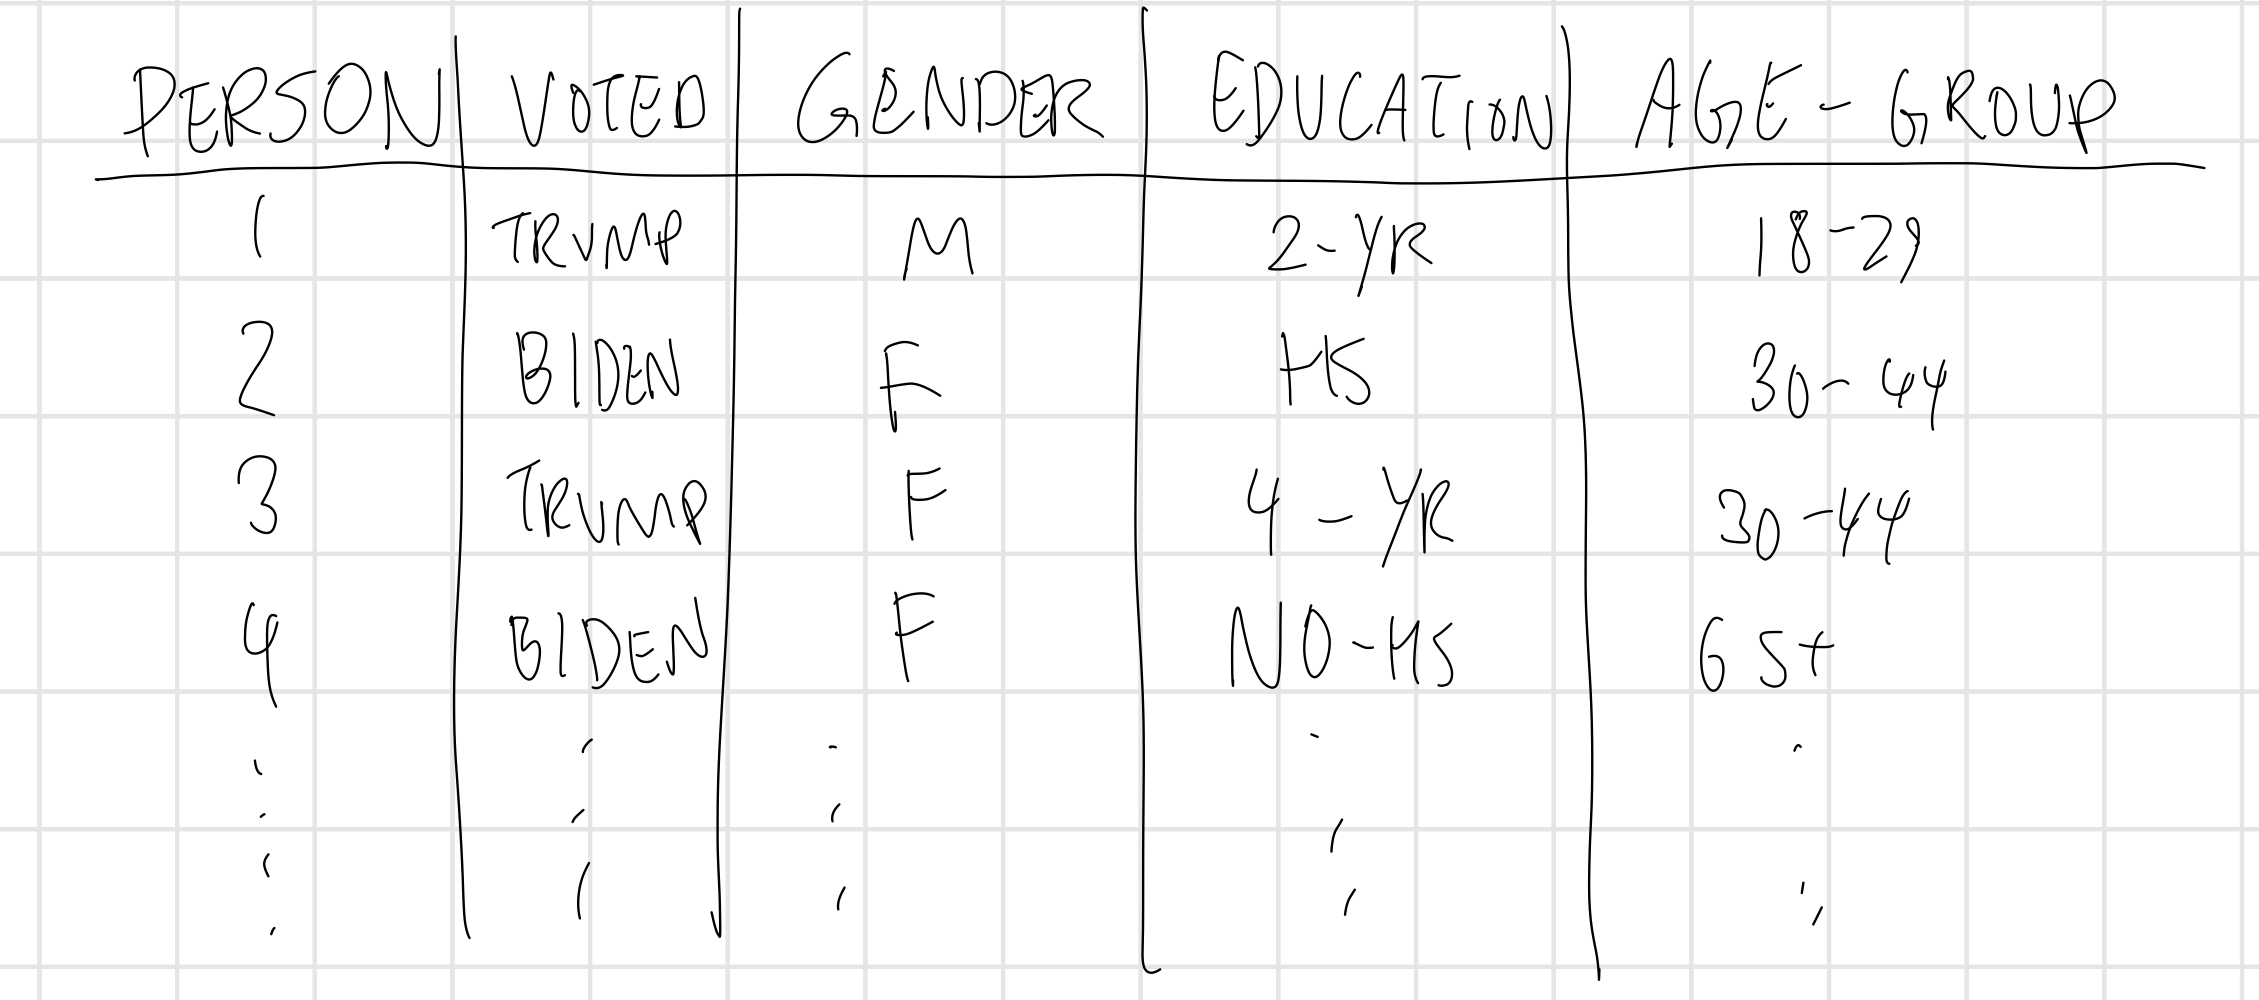 PERSON VOTED GENDER EDUCATION AGE-GROUP
1 TRUMP M 2-YR 18-29
2 BIDEN F HS 30-44
3 TRUMP F 4-YR 30-44
4 BIDEN F NO-HS 65+